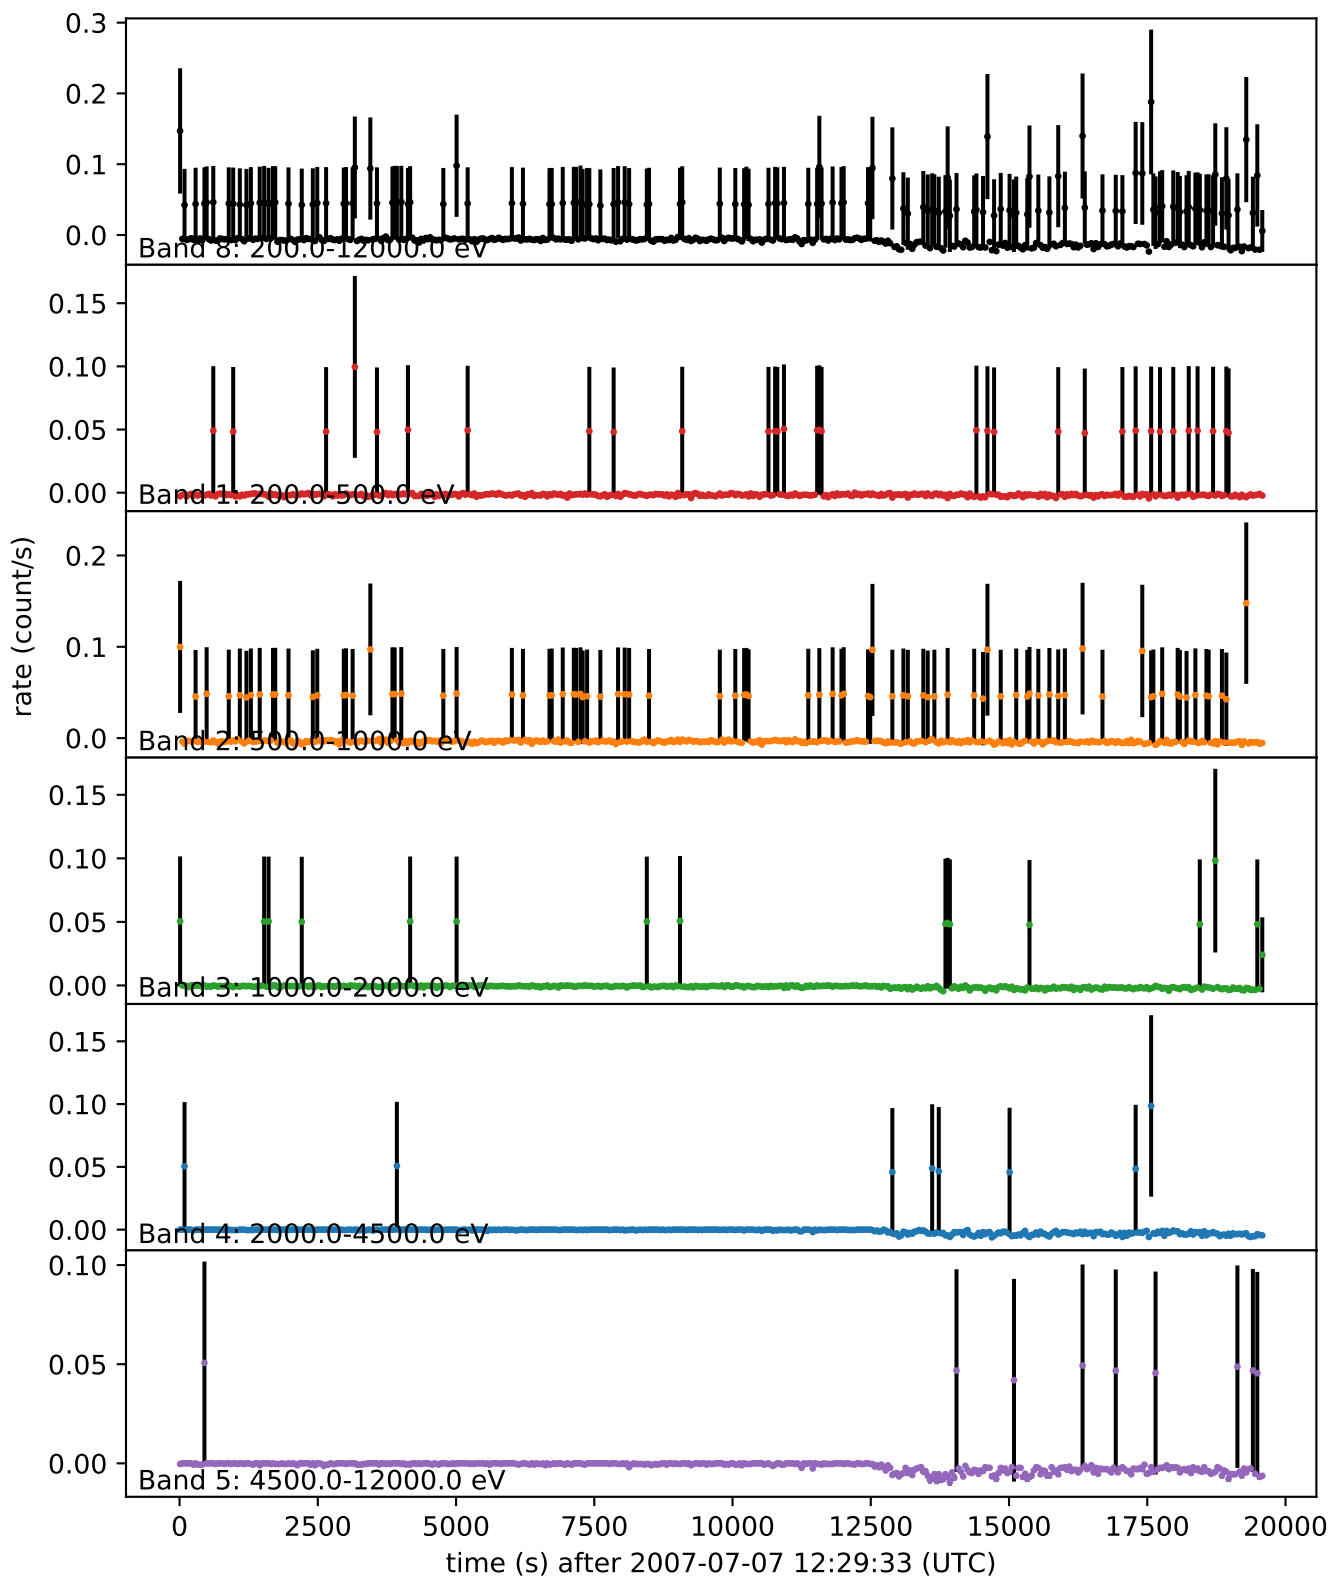 0.3
0.2
0.1
0.0
Band 8: 200.0-12000.0 eV
0.15
0.10
0.05
0.00
Band 1: 200.0-500.0 eV
rate (count/s)
0.2
0.1
0.0
Band 2: 500.0-1000.0 eV
0.15
0.10
0.05
0.00
Band 3: 1000.0-2000.0 eV
0.15
0.10
0.05
0.00
Band 4: 2000.0-4500.0 eV
0.10
0.05
0.00
Band 5: 4500.0-12000.0 eV
0 2500 5000 7500 10000 12500 15000 17500 20000
time (s) after 2007-07-07 12:29:33 (UTC)